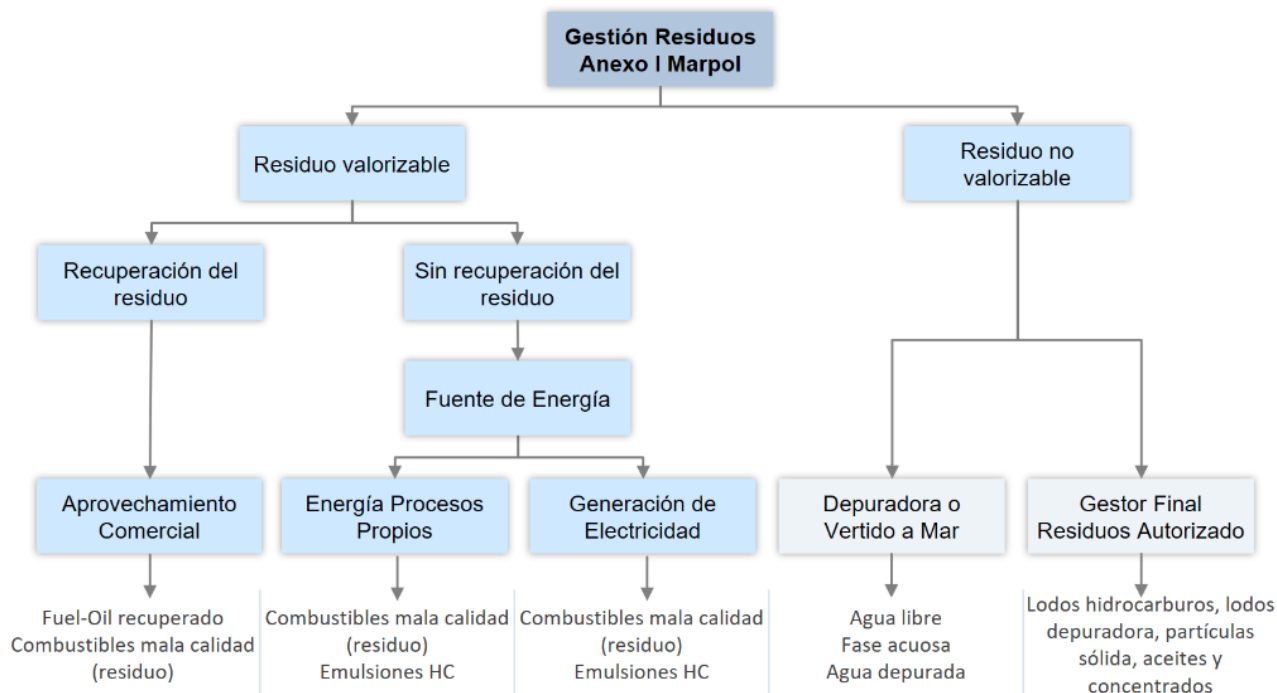 Gestión Residuos
Anexo I Marpol
Residuo valorizable
Residuo no
valorizable
Recuperación del
residuo
Sin recuperación del
residuo
Fuente de Energía
Aprovechamiento
Comercial
Energía Procesos
Propios
Generación de
Electricidad
Depuradora o
Vertido a Mar
Gestor Final
Residuos Autorizado
Fuel-Oil recuperado
Combustibles mala calidad
(residuo)
Combustibles mala calidad
(residuo)
Emulsiones HC
Combustibles mala calidad
(residuo)
Emulsiones HC
Agua libre
Fase acuosa
Agua depurada
Lodos hidrocarburos, lodos
depuradora, partículas
sólida, aceites y
concentrados